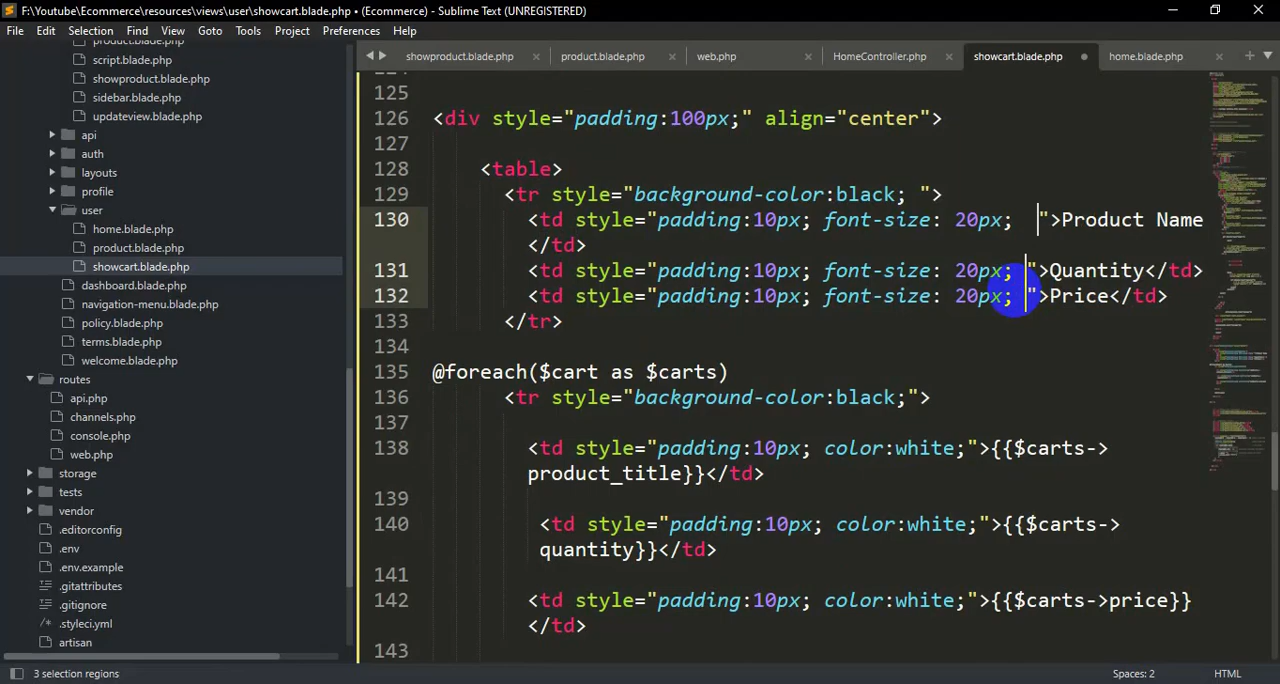 F:\Youtube\Ecommerce\resources\views\user\showcart.blade.php • (Ecommerce) - Sublime Text (UNREGISTERED)
File Edit Selection Find View Goto Tools Project Preferences Help
product.blade.php
script.blade.php
showproduct.blade.php
sidebar.blade.php
updateview.blade.php
api
auth
layouts
profile
user
home.blade.php
product.blade.php
showcart.blade.php
dashboard.blade.php
navigation-menu.blade.php
policy.blade.php
terms.blade.php
welcome.blade.php
routes
api.php
channels.php
console.php
web.php
storage
tests
vendor
.editorconfig
.env
.env.example
.gitattributes
.gitignore
.styleci.yml
artisan
showproduct.blade.php product.blade.php web.php HomeController.php showcart.blade.php home.blade.php
124
125
126 <div style="padding:100px;" align="center">
127
128 <table>
129 <tr style="background-color:black; ">
130 <td style="padding:10px; font-size: 20px;  ">Product Name
</td>
131 <td style="padding:10px; font-size: 20px; ">Quantity</td>
132 <td style="padding:10px; font-size: 20px; ">Price</td>
133 </tr>
134
135 @foreach($cart as $carts)
136 <tr style="background-color:black;">
137
138 <td style="padding:10px; color:white;">{{$carts->
product_title}}</td>
139
140 <td style="padding:10px; color:white;">{{$carts->
quantity}}</td>
141
142 <td style="padding:10px; color:white;">{{$carts->price}}
</td>
143
3 selection regions Spaces: 2 HTML